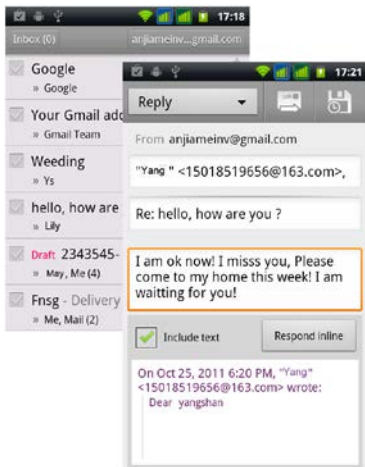 17:18
Inbox (0)
anjiameinv...gmail.com
Google
» Google
Your Gmail add
» Gmail Team
Weeding
» Ys
hello, how are
» Lily
Draft 2343545-
» May, Me (4)
Fnsg - Delivery
» Me, Mail (2)
17:21
Reply
From anjiameinv@gmail.com
"Yang " <15018519656@163.com>,
Re: hello, how are you ?
I am ok now! I misss you, Please
come to my home this week! I am
waitting for you!
Include text
Respond inline
On Oct 25, 2011 6:20 PM, "Yang"
<15018519656@163.com> wrote:
Dear yangshan